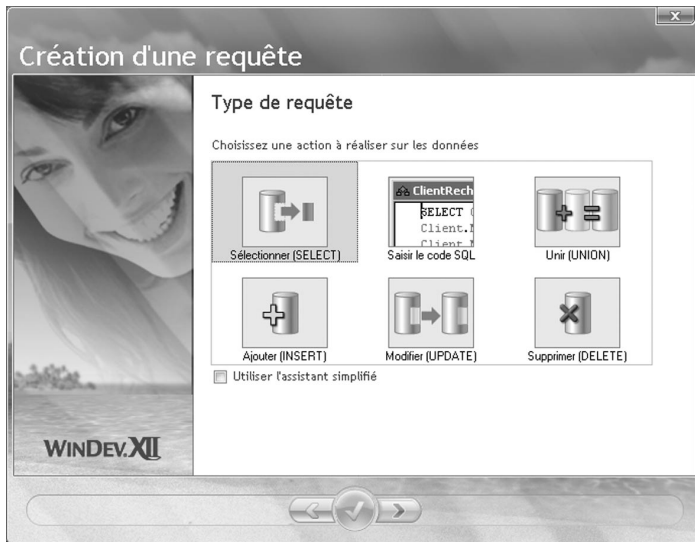 Création d'une requête
Type de requête
Choisissez une action à réaliser sur les données
ClientRech
SELECT
Client.
Client
Sélectionner (SELECT)
Saisir le code SQL
Unir (UNION)
Ajouter (INSERT)
Modifier (UPDATE)
Supprimer (DELETE)
Utiliser l'assistant simplifié
WINDEV.XII